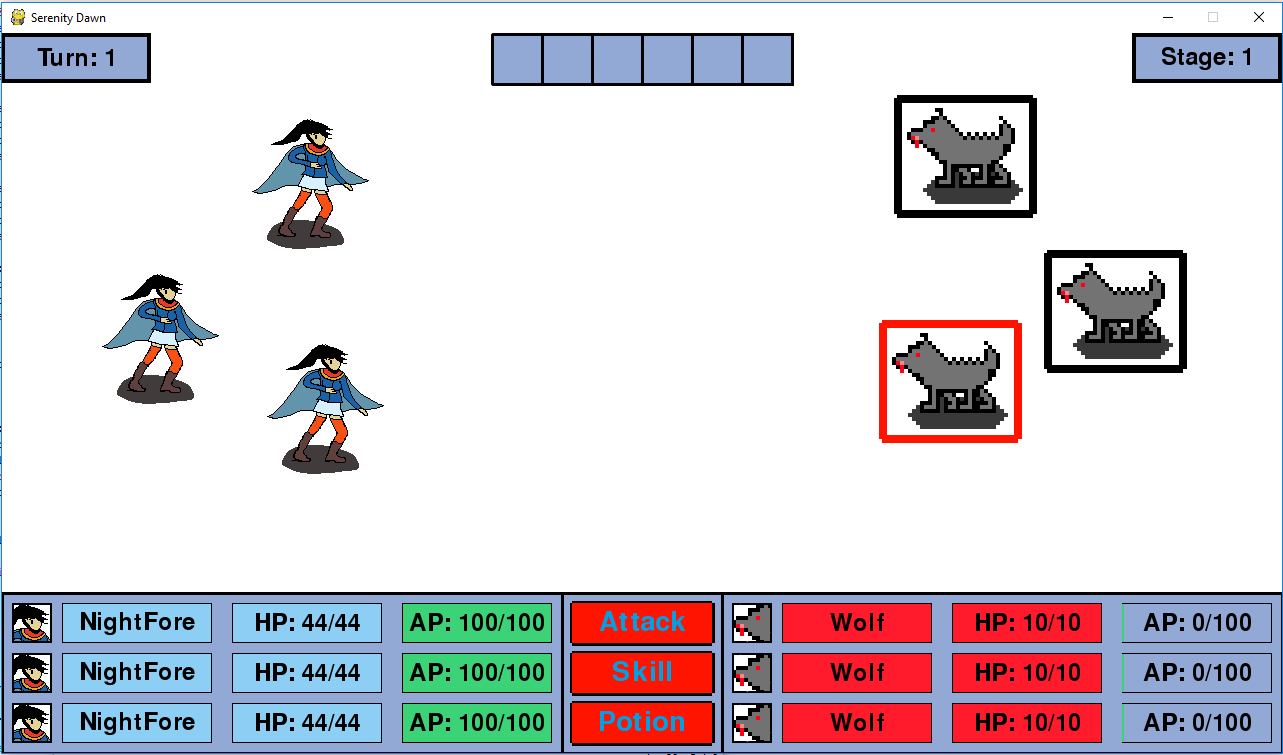 Serenity Dawn
Turn: 1
Stage: 1
NightFore HP: 44/44 AP: 100/100 Attack Wolf HP: 10/10 AP: 0/100
NightFore HP: 44/44 AP: 100/100 Skill Wolf HP: 10/10 AP: 0/100
NightFore HP: 44/44 AP: 100/100 Potion Wolf HP: 10/10 AP: 0/100